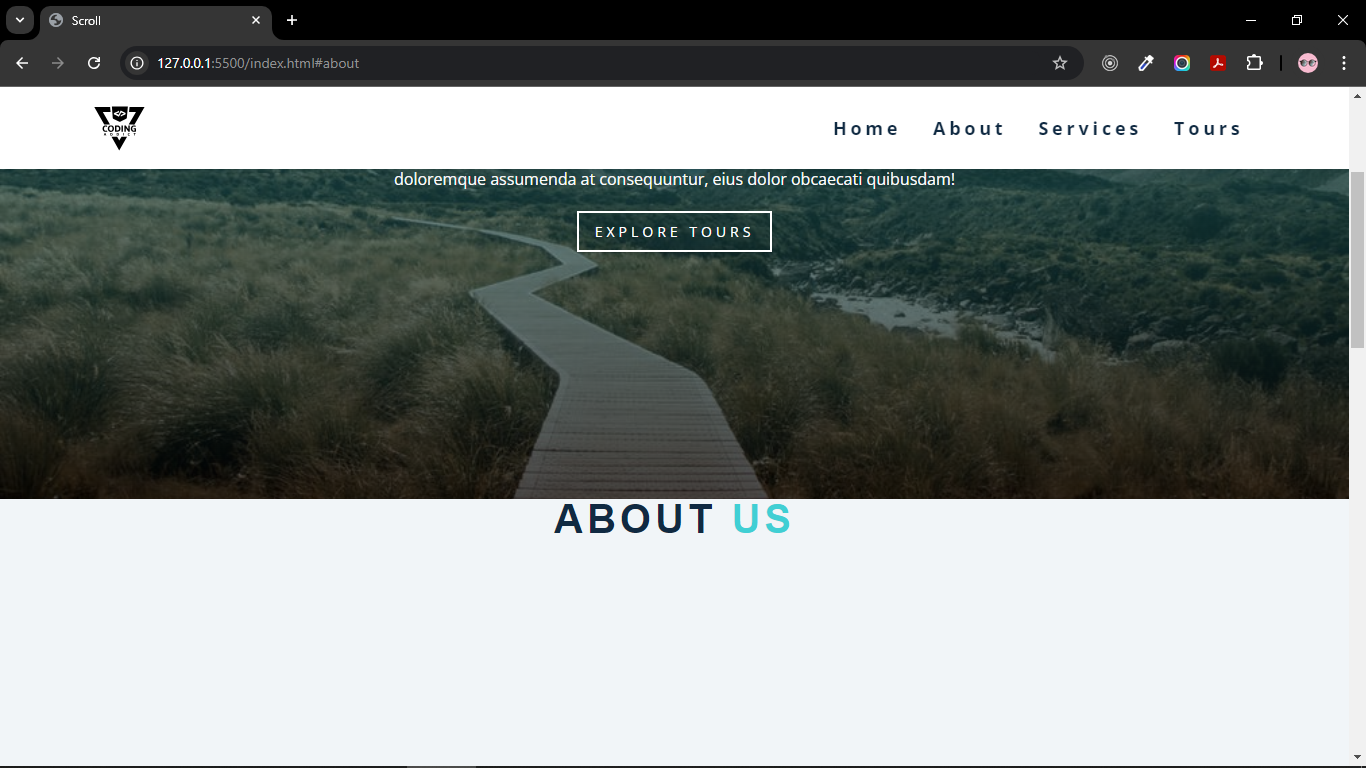 Scroll
127.0.0.1:5500/index.html#about
CODING
ADDICT
Home About Services Tours
doloremque assumenda at consequuntur, eius dolor obcaecati quibusdam!
EXPLORE TOURS
ABOUT US